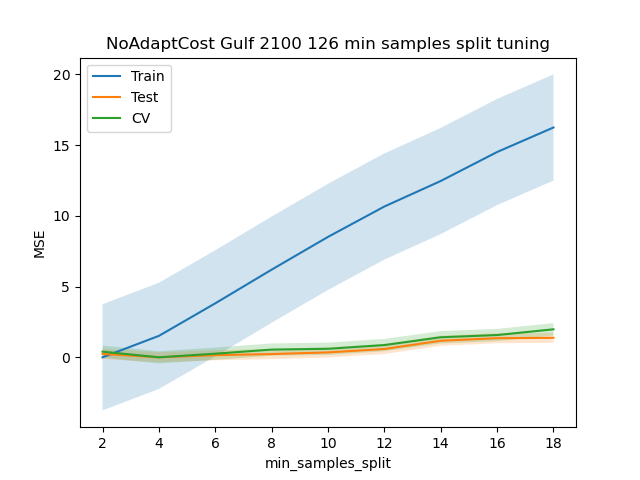 NoAdaptCost Gulf 2100 126 min samples split tuning
Train
Test
CV
MSE
20
15
10
5
0
2 4 6 8 10 12 14 16 18
min_samples_split